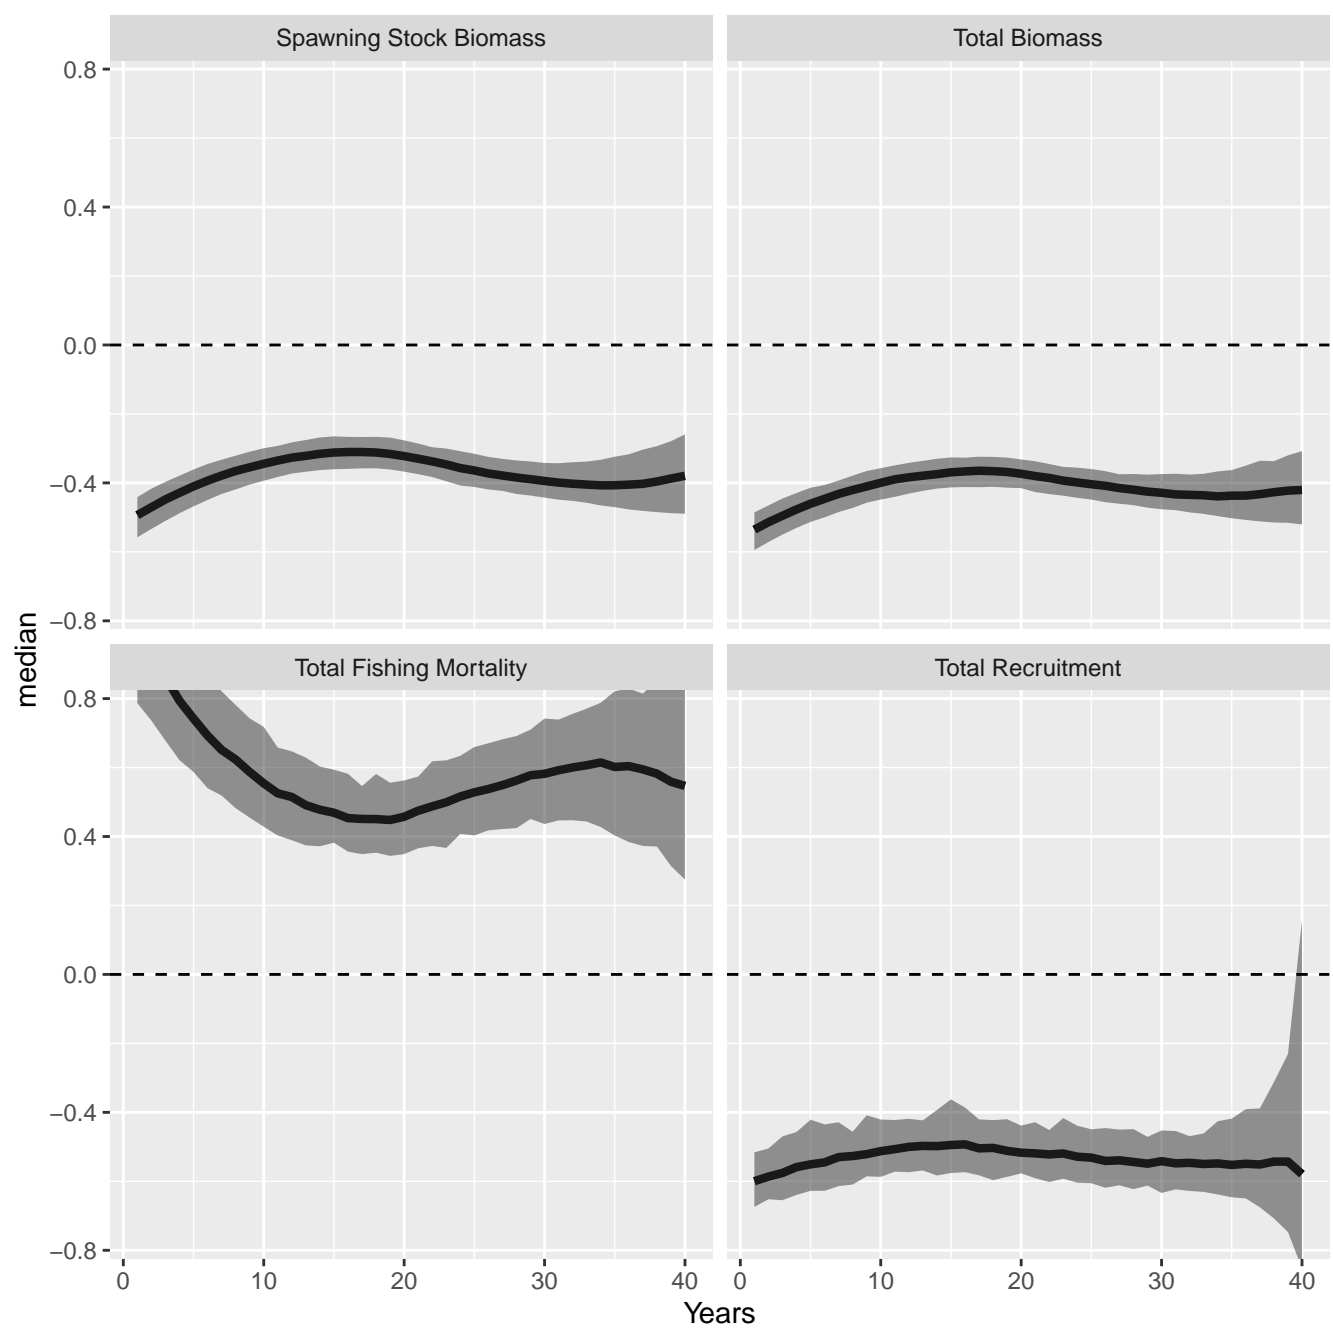 Spawning Stock Biomass
Total Biomass
0.8
0.4
0.0
−0.4
−0.8
median
Total Fishing Mortality
Total Recruitment
0.8
0.4
0.0
−0.4
−0.8
0 10 20 30 40
0 10 20 30 40
Years